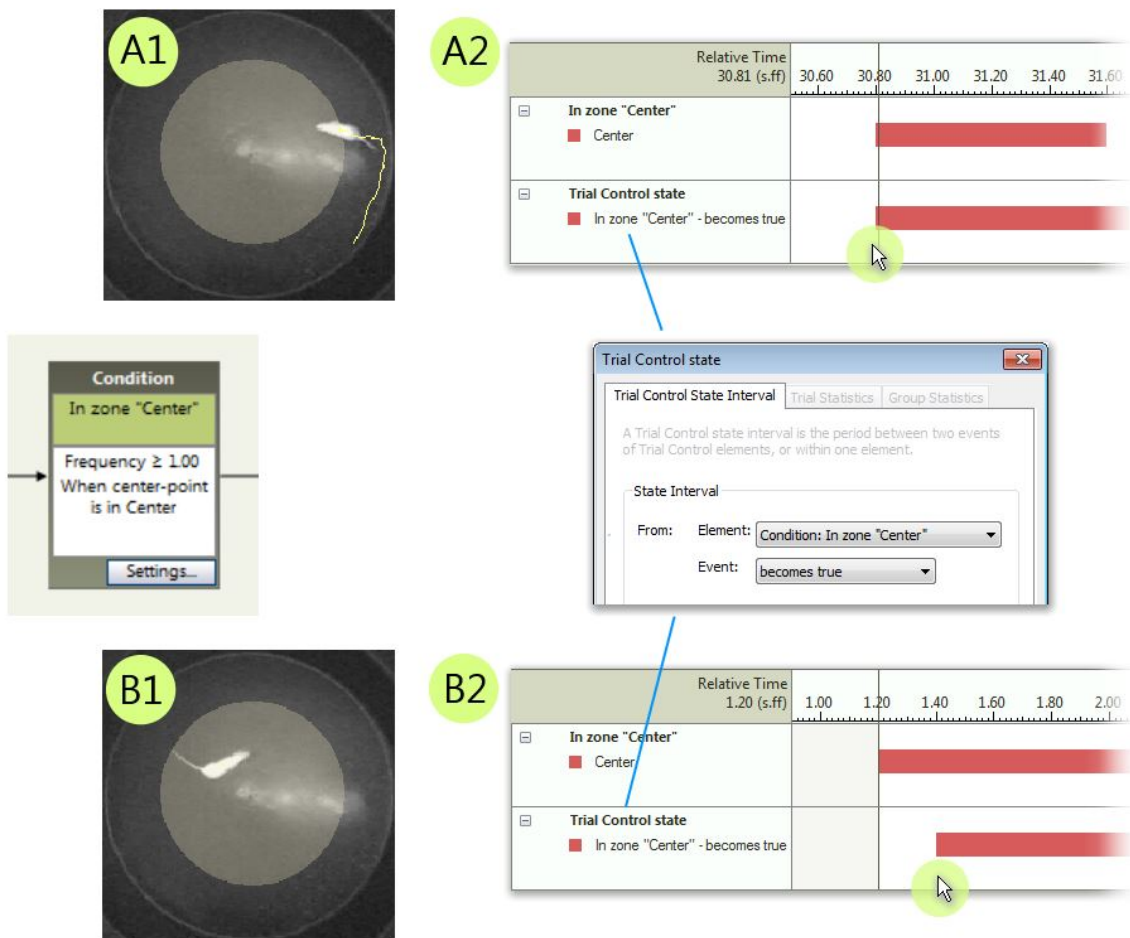 A1
A2
Relative Time
30.81 (s.ff)
30.60 30.80 31.00 31.20 31.40 31.60
In zone "Center"
Center
Trial Control state
In zone "Center" - becomes true
Condition
In zone "Center"
Frequency ≥ 1.00
When center-point
is in Center
Settings...
Trial Control state
Trial Control State Interval Trial Statistics Group Statistics
A Trial Control state interval is the period between two events
of Trial Control elements, or within one element.
State Interval
From: Element: Condition: In zone "Center"
Event: becomes true
B1
B2
Relative Time
1.20 (s.ff)
1.00 1.20 1.40 1.60 1.80 2.00
In zone "Center"
Center
Trial Control state
In zone "Center" - becomes true